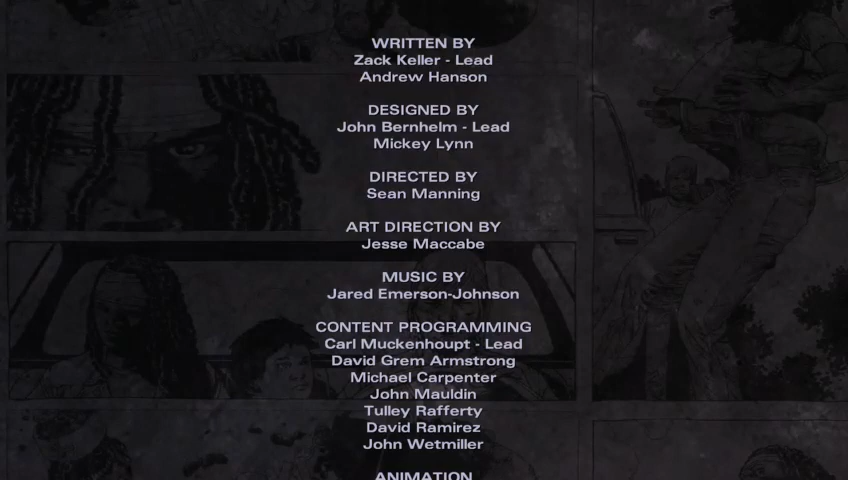 WRITTEN BY
Zack Keller - Lead
Andrew Hanson
DESIGNED BY
John Bernhelm - Lead
Mickey Lynn
DIRECTED BY
Sean Manning
ART DIRECTION BY
Jesse Maccabe
MUSIC BY
Jared Emerson-Johnson
CONTENT PROGRAMMING
Carl Muckenhoupt - Lead
David Grem Armstrong
Michael Carpenter
John Mauldin
Tulley Rafferty
David Ramirez
John Wetmiller
ANIMATION